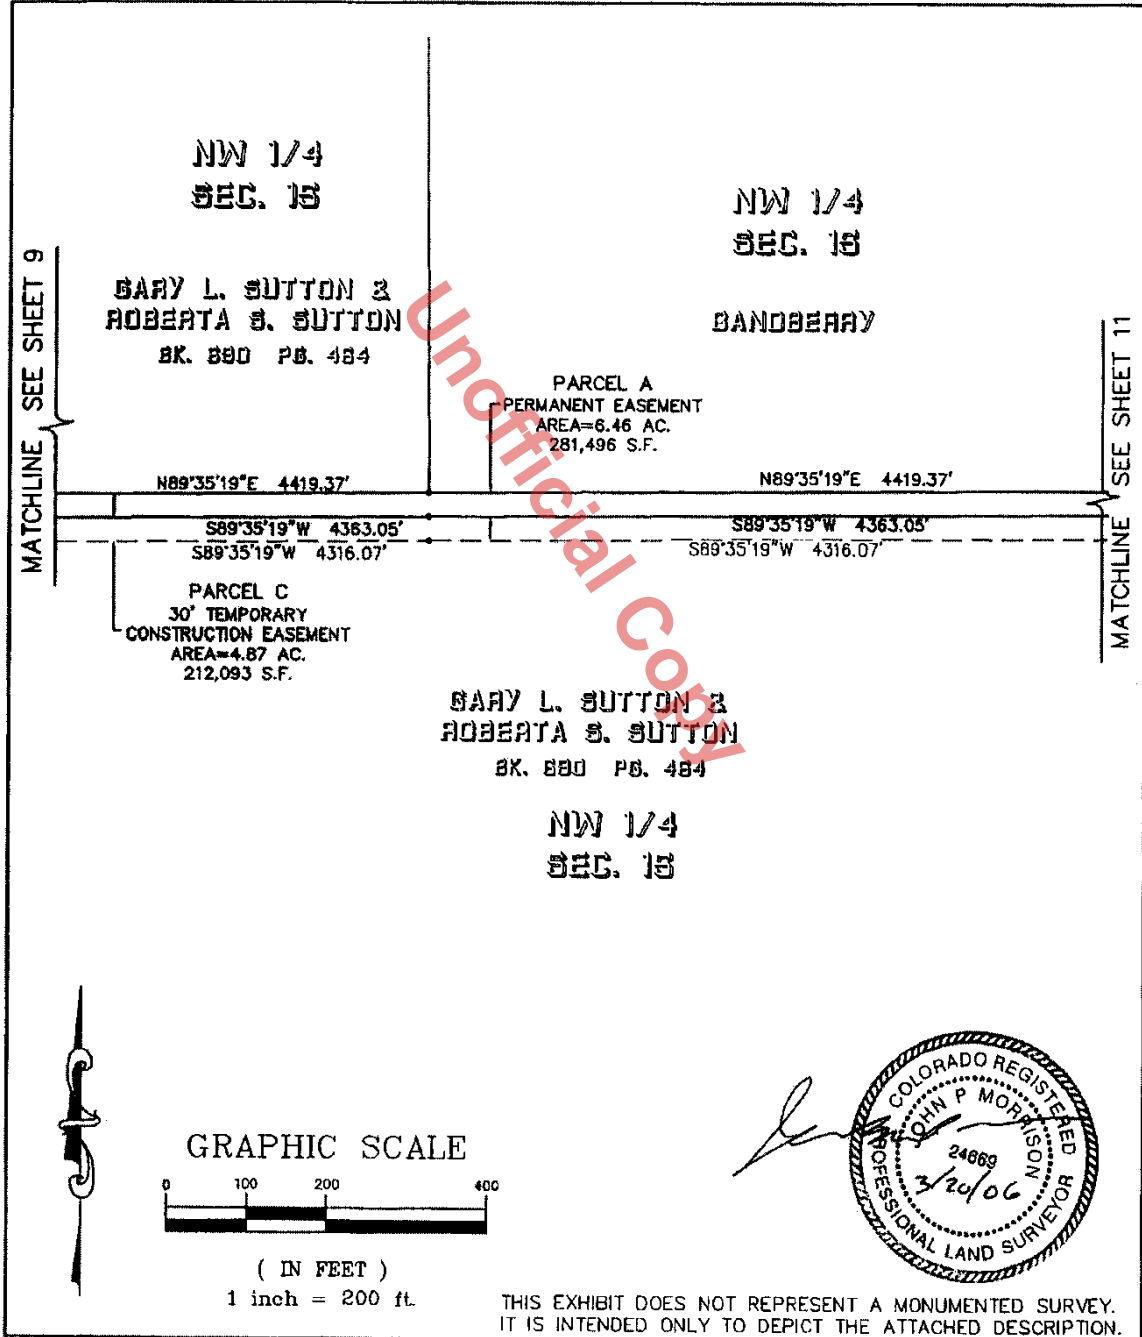 NW 1/4
SEC. 15
NW 1/4
SEC. 15
MATCHLINE SEE SHEET 9
GARY L. SUTTON &
ROBERTA S. SUTTON
BK. 690 PG. 484
BANDBERRY
MATCHLINE SEE SHEET 11
PARCEL A
PERMANENT EASEMENT
AREA=6.46 AC.
281,496 S.F.
N89°35'19"E 4419.37'
N89°35'19"E 4419.37'
S89°35'19"W 4363.05'
S89°35'19"W 4363.05'
S89°35'19"W 4316.07'
S89°35'19"W 4316.07'
PARCEL C
30' TEMPORARY
CONSTRUCTION EASEMENT
AREA=4.87 AC.
212,093 S.F.
Unofficial Copy
GARY L. SUTTON &
ROBERTA S. SUTTON
BK. 690 PG. 484
NW 1/4
SEC. 15
GRAPHIC SCALE
0 100 200 400
( IN FEET )
1 inch = 200 ft.
COLORADO REGISTERED
JOHN P MORRISON
24669
3/20/06
PROFESSIONAL LAND SURVEYOR
THIS EXHIBIT DOES NOT REPRESENT A MONUMENTED SURVEY.
IT IS INTENDED ONLY TO DEPICT THE ATTACHED DESCRIPTION.